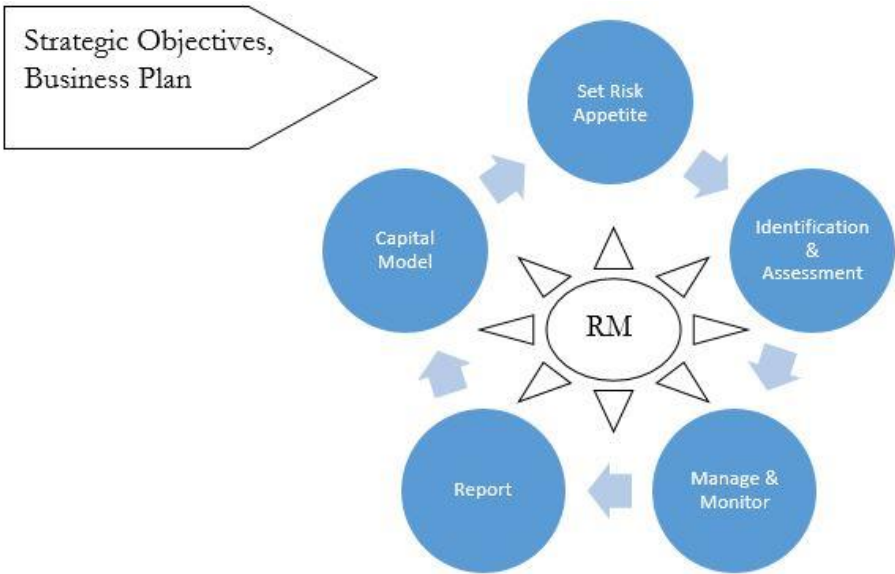 Strategic Objectives,
Business Plan
Set Risk
Appetite
Identification
&
Assessment
Manage &
Monitor
Report
Capital
Model
RM